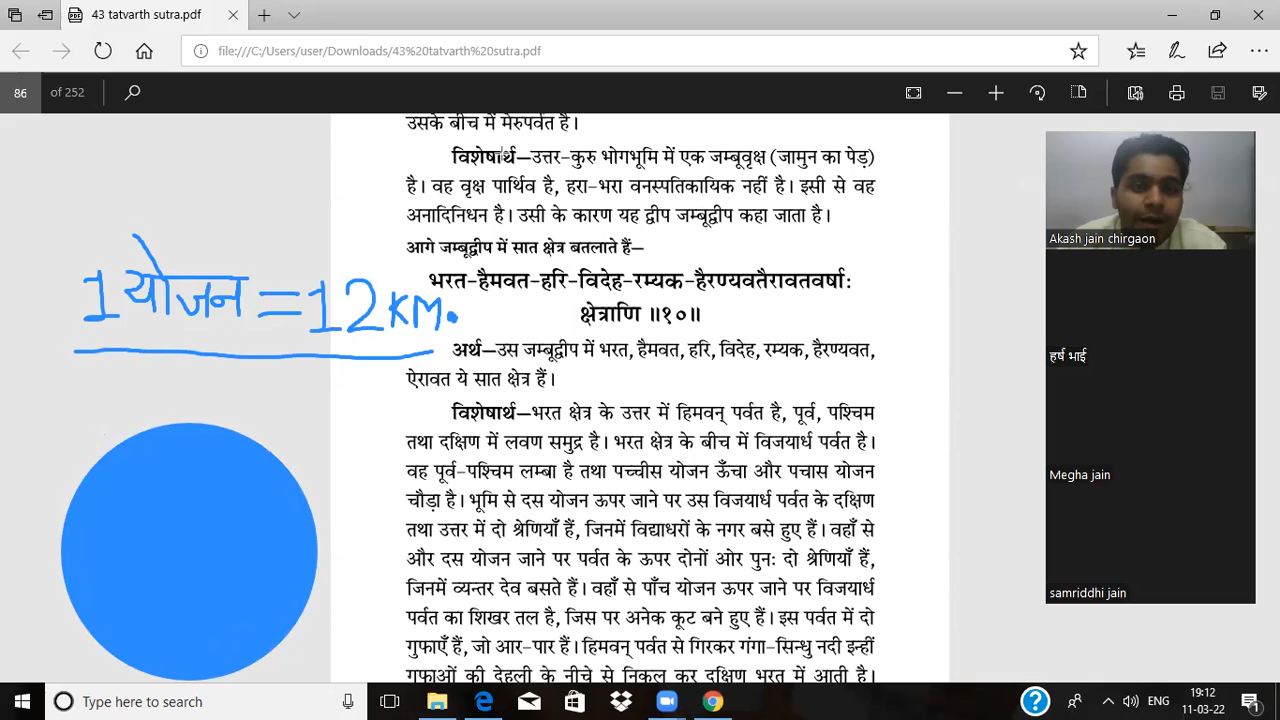 43 tatvarth sutra.pdf
file:///C:/Users/user/Downloads/43%20tatvarth%20sutra.pdf
86 of 252
उसके बीच में मेरुपर्वत है।
विशेषार्थ—उत्तर-कुरु भोगभूमि में एक जम्बूवृक्ष (जामुन का पेड़)
है। वह वृक्ष पार्थिव है, हरा-भरा वनस्पतिकायिक नहीं है। इसी से वह
अनादिनिधन है। उसी के कारण यह द्वीप जम्बूद्वीप कहा जाता है।
आगे जम्बूद्वीप में सात क्षेत्र बतलाते हैं—
भरत-हैमवत-हरि-विदेह-रम्यक-हैरण्यवतैरावतवर्षाः
क्षेत्राणि ॥१०॥
अर्थ—उस जम्बूद्वीप में भरत, हैमवत, हरि, विदेह, रम्यक, हैरण्यवत,
ऐरावत ये सात क्षेत्र हैं।
विशेषार्थ—भरत क्षेत्र के उत्तर में हिमवन् पर्वत है, पूर्व, पश्चिम
तथा दक्षिण में लवण समुद्र है। भरत क्षेत्र के बीच में विजयार्ध पर्वत है।
वह पूर्व-पश्चिम लम्बा है तथा पच्चीस योजन ऊँचा और पचास योजन
चौड़ा है। भूमि से दस योजन ऊपर जाने पर उस विजयार्ध पर्वत के दक्षिण
तथा उत्तर में दो श्रेणियाँ हैं, जिनमें विद्याधरों के नगर बसे हुए हैं। वहाँ से
और दस योजन जाने पर पर्वत के ऊपर दोनों ओर पुनः दो श्रेणियाँ हैं,
जिनमें व्यन्तर देव बसते हैं। वहाँ से पाँच योजन ऊपर जाने पर विजयार्ध
पर्वत का शिखर तल है, जिस पर अनेक कूट बने हुए हैं। इस पर्वत में दो
गुफाएँ हैं, जो आर-पार हैं। हिमवन् पर्वत से गिरकर गंगा-सिन्धु नदी इन्हीं
गुफाओं की देहली के नीचे से निकल कर दक्षिण भरत में आती है।
1 योजन = 12 KM.
Akash jain chirgaon
हर्ष भाई
Megha jain
samriddhi jain
Type here to search
ENG
19:12
11-03-22
1